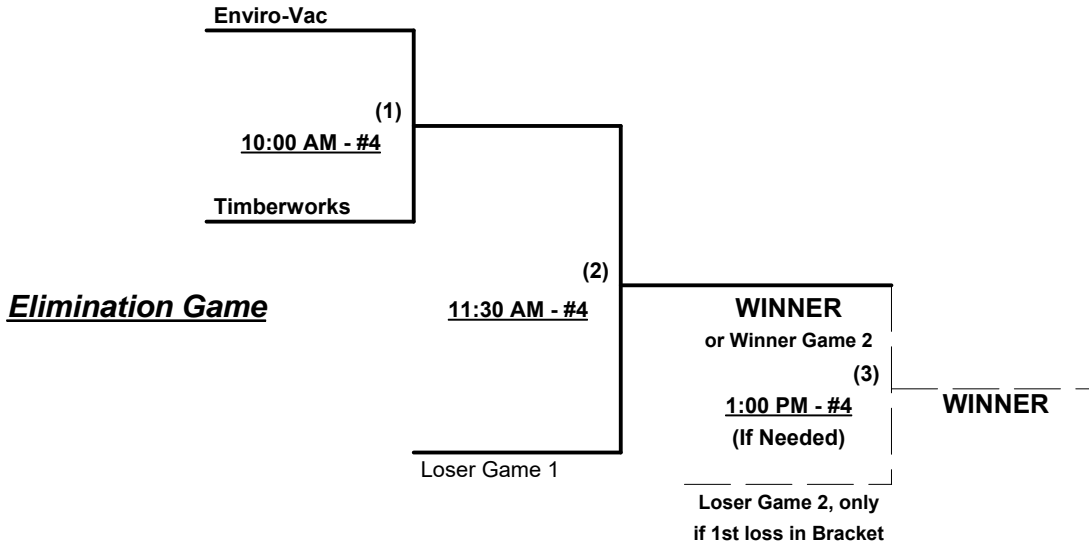 Enviro-Vac
(1)
10:00 AM - #4
Timberworks
(2)
Elimination Game
11:30 AM - #4
WINNER
or Winner Game 2
(3)
1:00 PM - #4
WINNER
(If Needed)
Loser Game 1
Loser Game 2, only
if 1st loss in Bracket